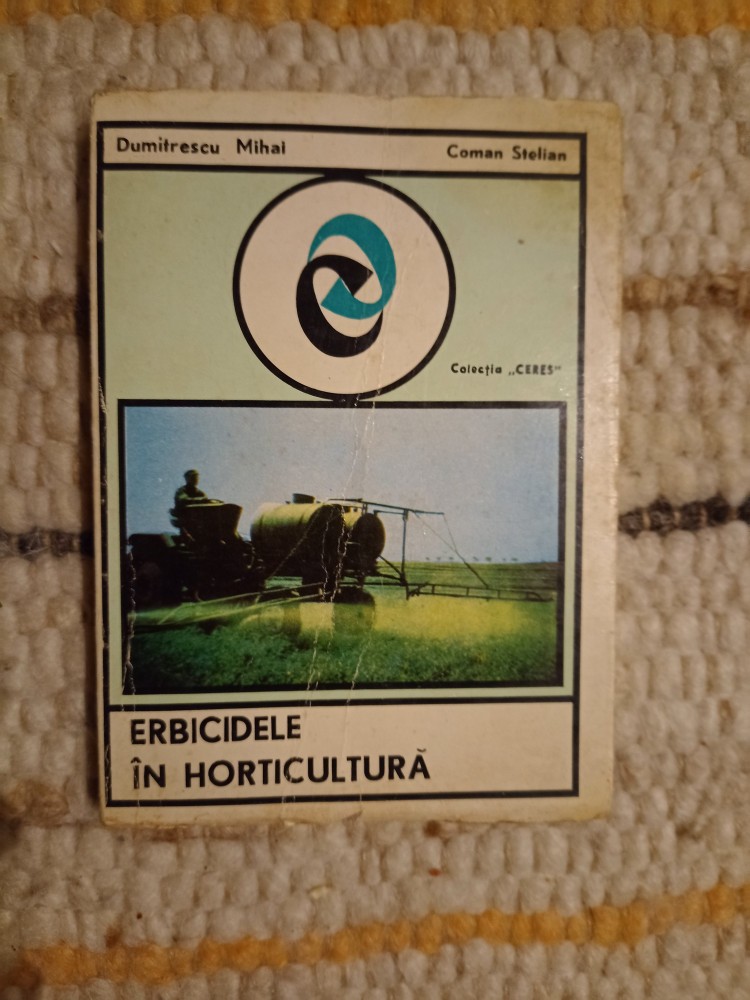 Dumitrescu Mihai
Coman Stelian
Colecția „CERES"
ERBICIDELE
ÎN HORTICULTURĂ